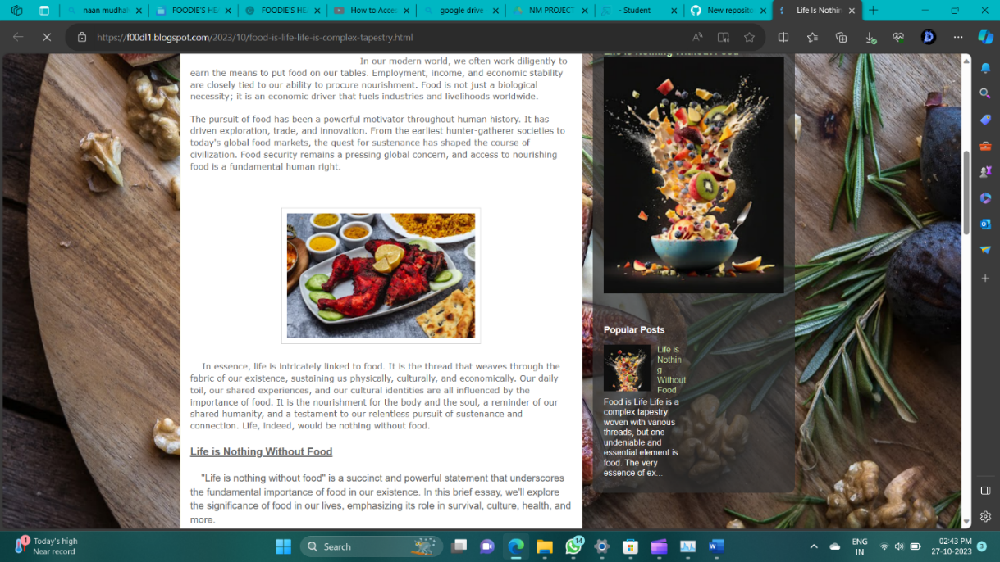 naan mudhal
FOODIE'S HEA
FOODIE'S HEA
How to Acces
google drive
NM PROJECT
- Student
New reposito
Life Is Nothin
https://f00dl1.blogspot.com/2023/10/food-is-life-life-is-complex-tapestry.html
In our modern world, we often work diligently to
earn the means to put food on our tables. Employment, income, and economic stability
are closely tied to our ability to procure nourishment. Food is not just a biological
necessity; it is an economic driver that fuels industries and livelihoods worldwide.
The pursuit of food has been a powerful motivator throughout human history. It has
driven exploration, trade, and innovation. From the earliest hunter-gatherer societies to
today's global food markets, the quest for sustenance has shaped the course of
civilization. Food security remains a pressing global concern, and access to nourishing
food is a fundamental human right.
In essence, life is intricately linked to food. It is the thread that weaves through the
fabric of our existence, sustaining us physically, culturally, and economically. Our daily
toil, our shared experiences, and our cultural identities are all influenced by the
importance of food. It is the nourishment for the body and the soul, a reminder of our
shared humanity, and a testament to our relentless pursuit of sustenance and
connection. Life, indeed, would be nothing without food.
Life is Nothing Without Food
"Life is nothing without food" is a succinct and powerful statement that underscores
the fundamental importance of food in our existence. In this brief essay, we'll explore
the significance of food in our lives, emphasizing its role in survival, culture, health, and
more.
Life is Nothing Without Food
Popular Posts
Life is
Nothin
g
Without
Food
Food is Life Life is a
complex tapestry
woven with various
threads, but one
undeniable and
essential element is
food. The very
essence of ex...
1
Today's high
Near record
Search
14
ENG
IN
02:43 PM
27-10-2023
3